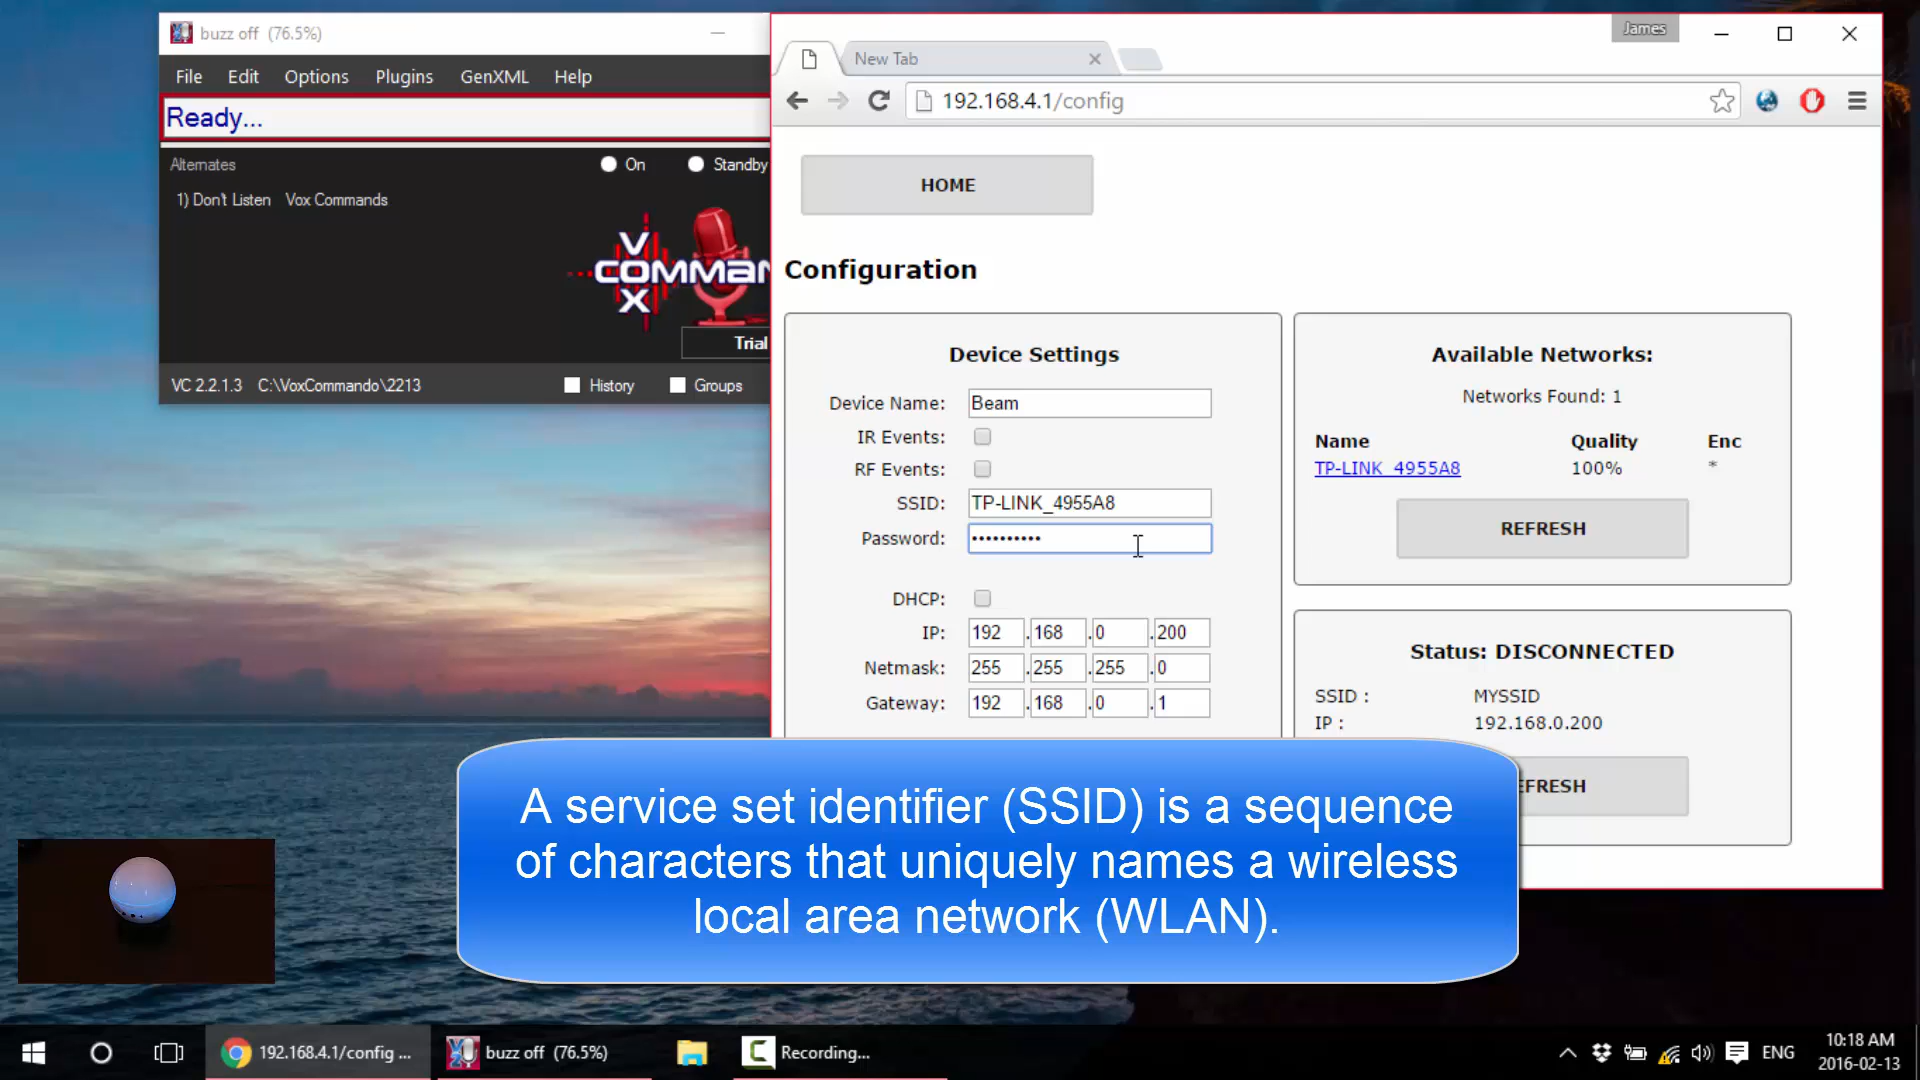 buzz off (76.5%)
File Edit Options Plugins GenXML Help
Ready...
Alternates
On Standby
1) Don't Listen Vox Commands
VOX
COMMAN
Trial
VC 2.2.1.3 C:\VoxCommando\2213
History Groups
James
New Tab
192.168.4.1/config
HOME
Configuration
Device Settings
Device Name: Beam
IR Events:
RF Events:
SSID: TP-LINK_4955A8
Password: ••••••••••
DHCP:
IP: 192 .168 .0 .200
Netmask: 255 .255 .255 .0
Gateway: 192 .168 .0 .1
Available Networks:
Networks Found: 1
Name Quality Enc
TP-LINK_4955A8 100% *
REFRESH
Status: DISCONNECTED
SSID : MYSSID
IP : 192.168.0.200
EFRESH
A service set identifier (SSID) is a sequence
of characters that uniquely names a wireless
local area network (WLAN).
192.168.4.1/config ...
buzz off (76.5%)
Recording...
ENG
10:18 AM
2016-02-13